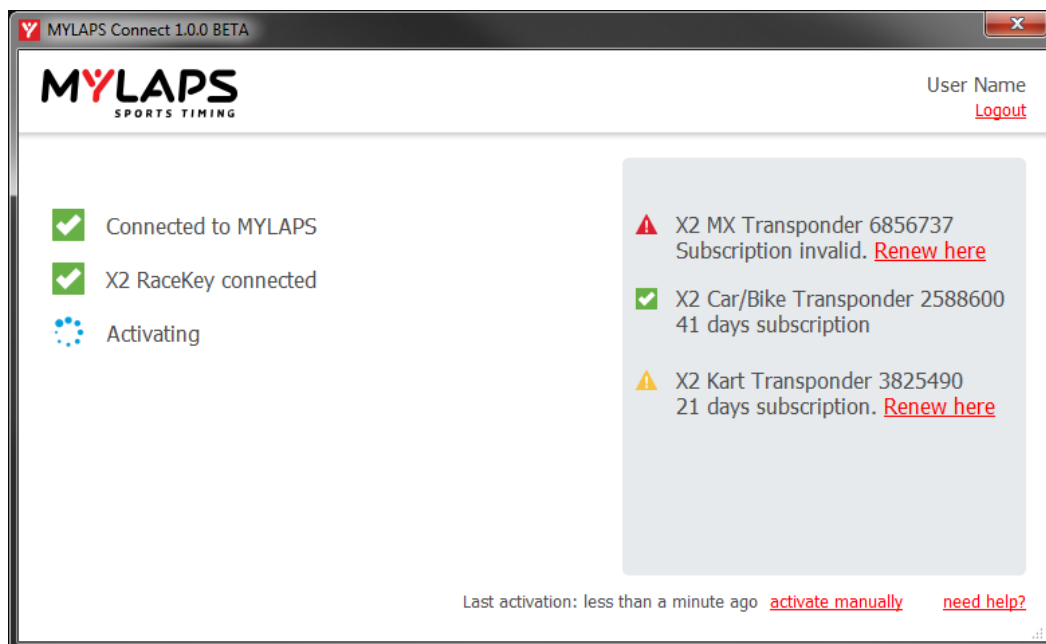 MYLAPS Connect 1.0.0 BETA
MYLAPS
SPORTS TIMING
User Name
Logout
Connected to MYLAPS
X2 RaceKey connected
Activating
X2 MX Transponder 6856737
Subscription invalid. Renew here
X2 Car/Bike Transponder 2588600
41 days subscription
X2 Kart Transponder 3825490
21 days subscription. Renew here
Last activation: less than a minute ago activate manually need help?